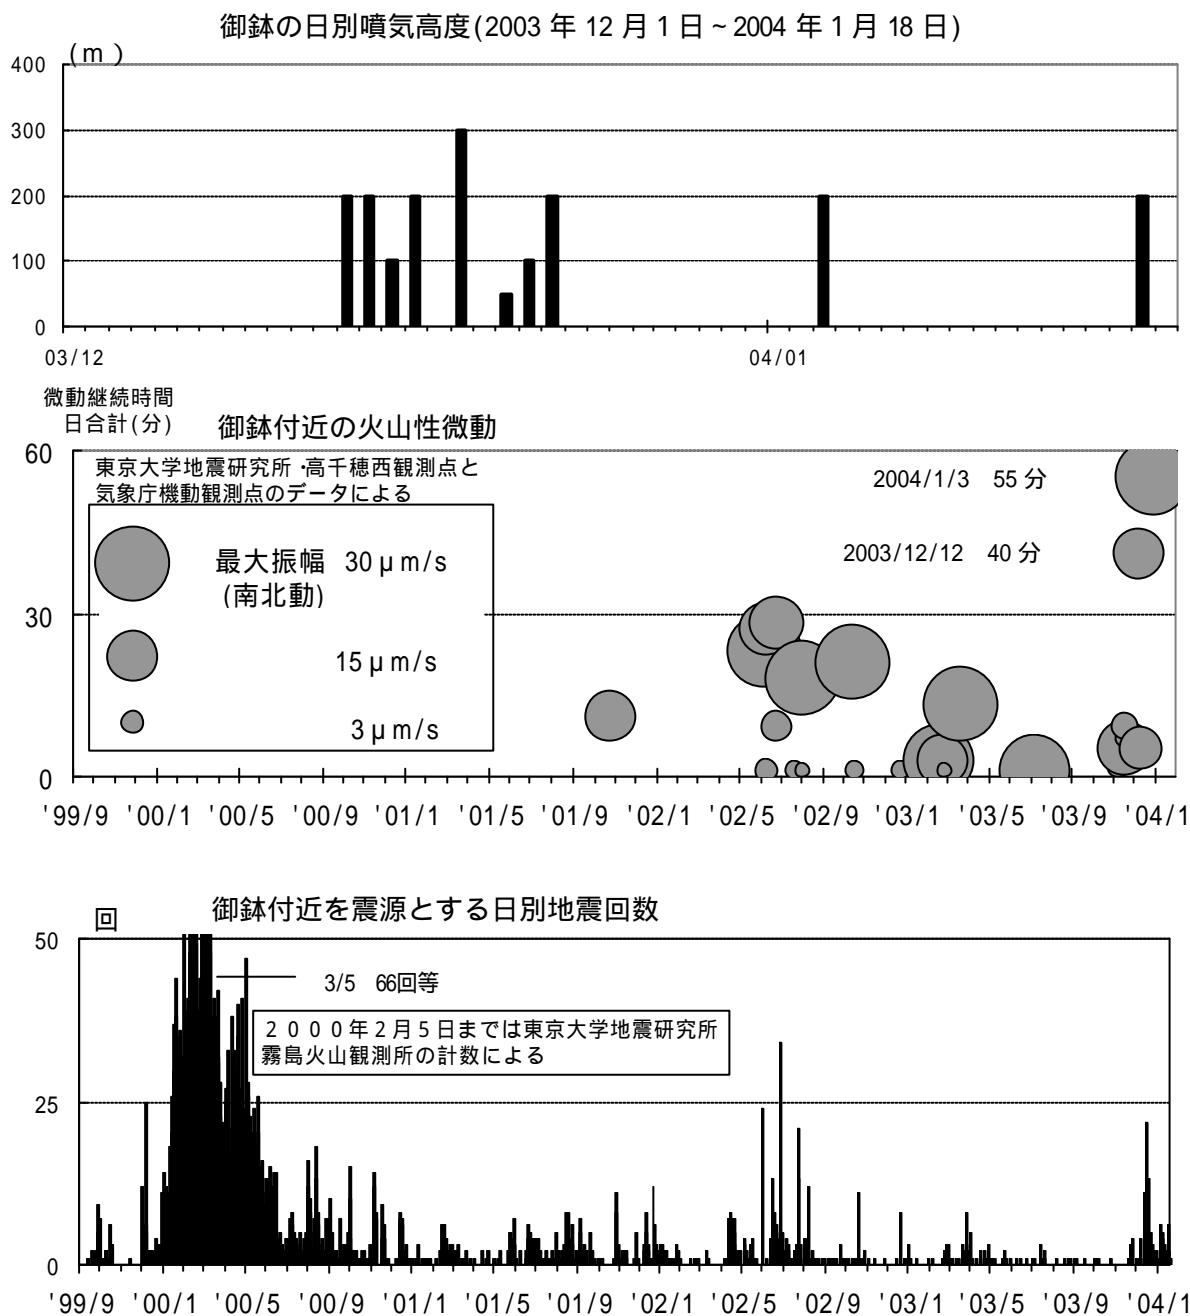 御鉢の日別噴気高度(2003 年 12 月 1 日 ~ 2004 年 1 月 18 日)
(m )
400
300
200
100
0
03/12
04/01
微動継続時間
日合計(分)
御鉢付近の火山性微動
60
30
0
東京大学地震研究所・高千穂西観測点と
気象庁機動観測点のデータによる
最大振幅 30 μ m/s
(南北動)
15 μ m/s
3 μ m/s
2004/1/3 55 分
2003/12/12 40 分
'99/9 '00/1 '00/5 '00/9 '01/1 '01/5 '01/9 '02/1 '02/5 '02/9 '03/1 '03/5 '03/9 '04/1
御鉢付近を震源とする日別地震回数
回
50
25
0
3/5 66回等
2000年2月5日までは東京大学地震研究所
霧島火山観測所の計数による
'99/9 '00/1 '00/5 '00/9 '01/1 '01/5 '01/9 '02/1 '02/5 '02/9 '03/1 '03/5 '03/9 '04/1